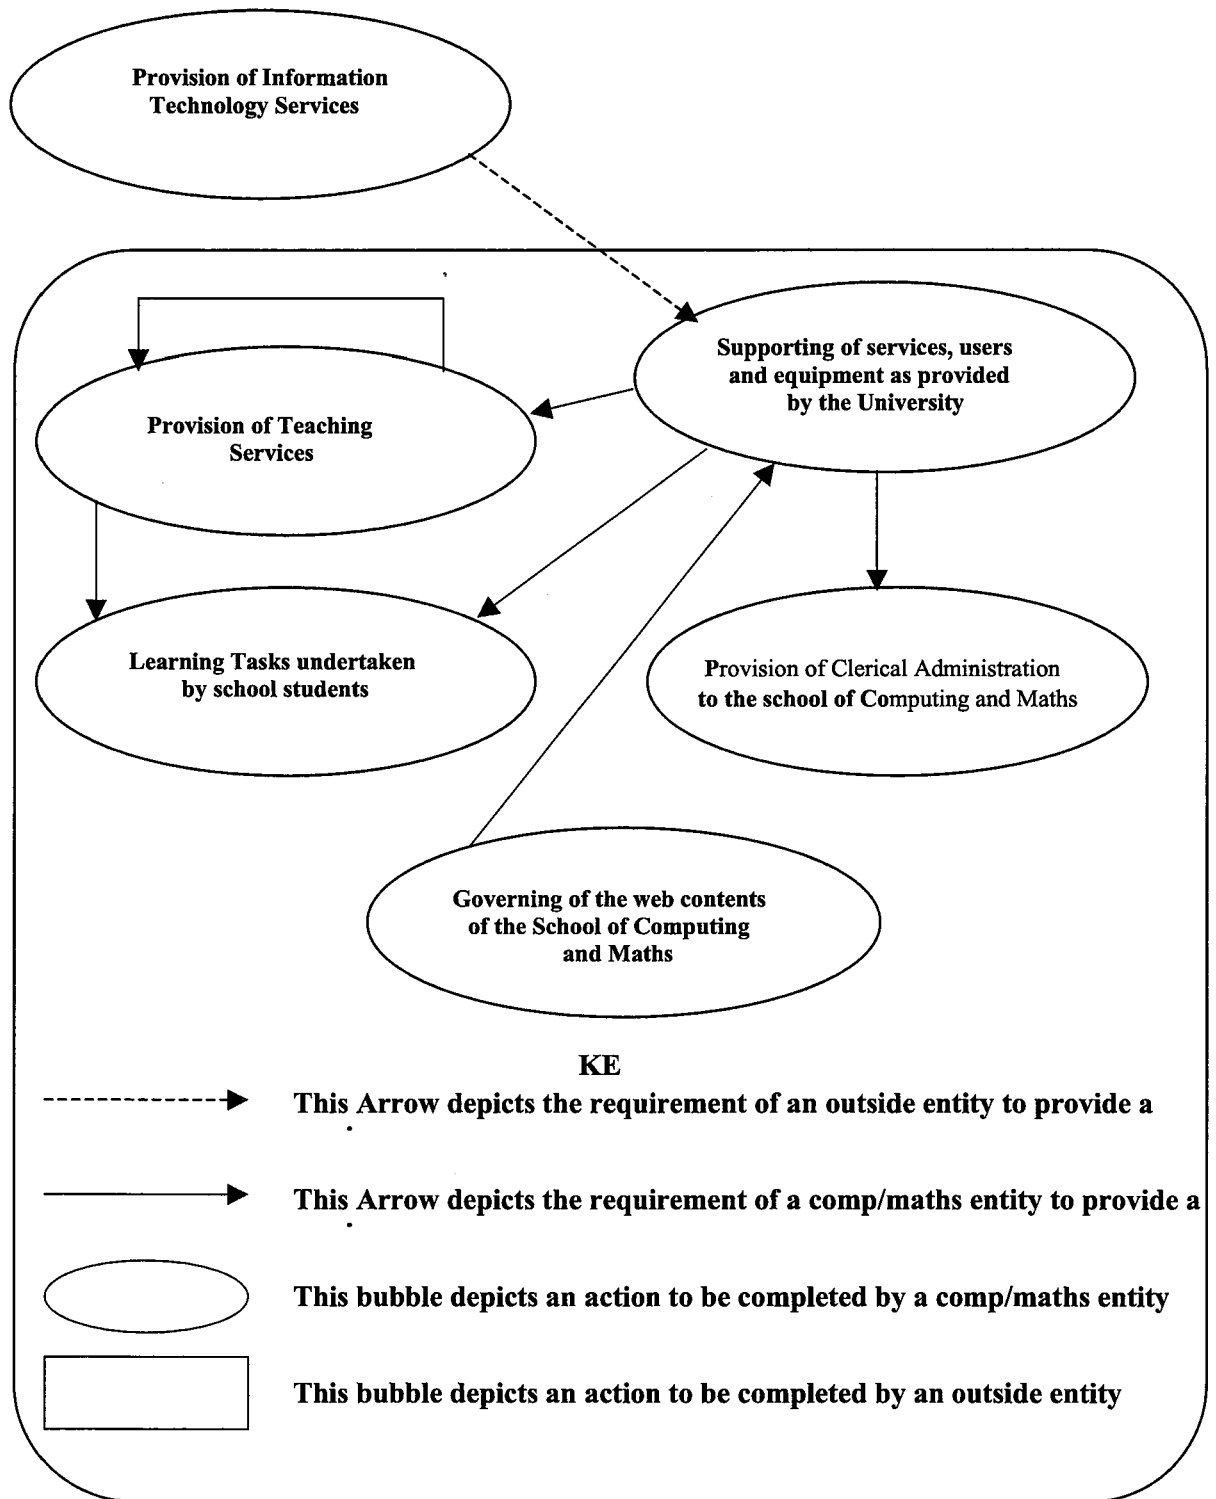 Provision of Information
Technology Services
Supporting of services, users
and equipment as provided
by the University
Provision of Teaching
Services
Learning Tasks undertaken
by school students
Provision of Clerical Administration
to the school of Computing and Maths
Governing of the web contents
of the School of Computing
and Maths
KE
This Arrow depicts the requirement of an outside entity to provide a
This Arrow depicts the requirement of a comp/maths entity to provide a
This bubble depicts an action to be completed by a comp/maths entity
This bubble depicts an action to be completed by an outside entity